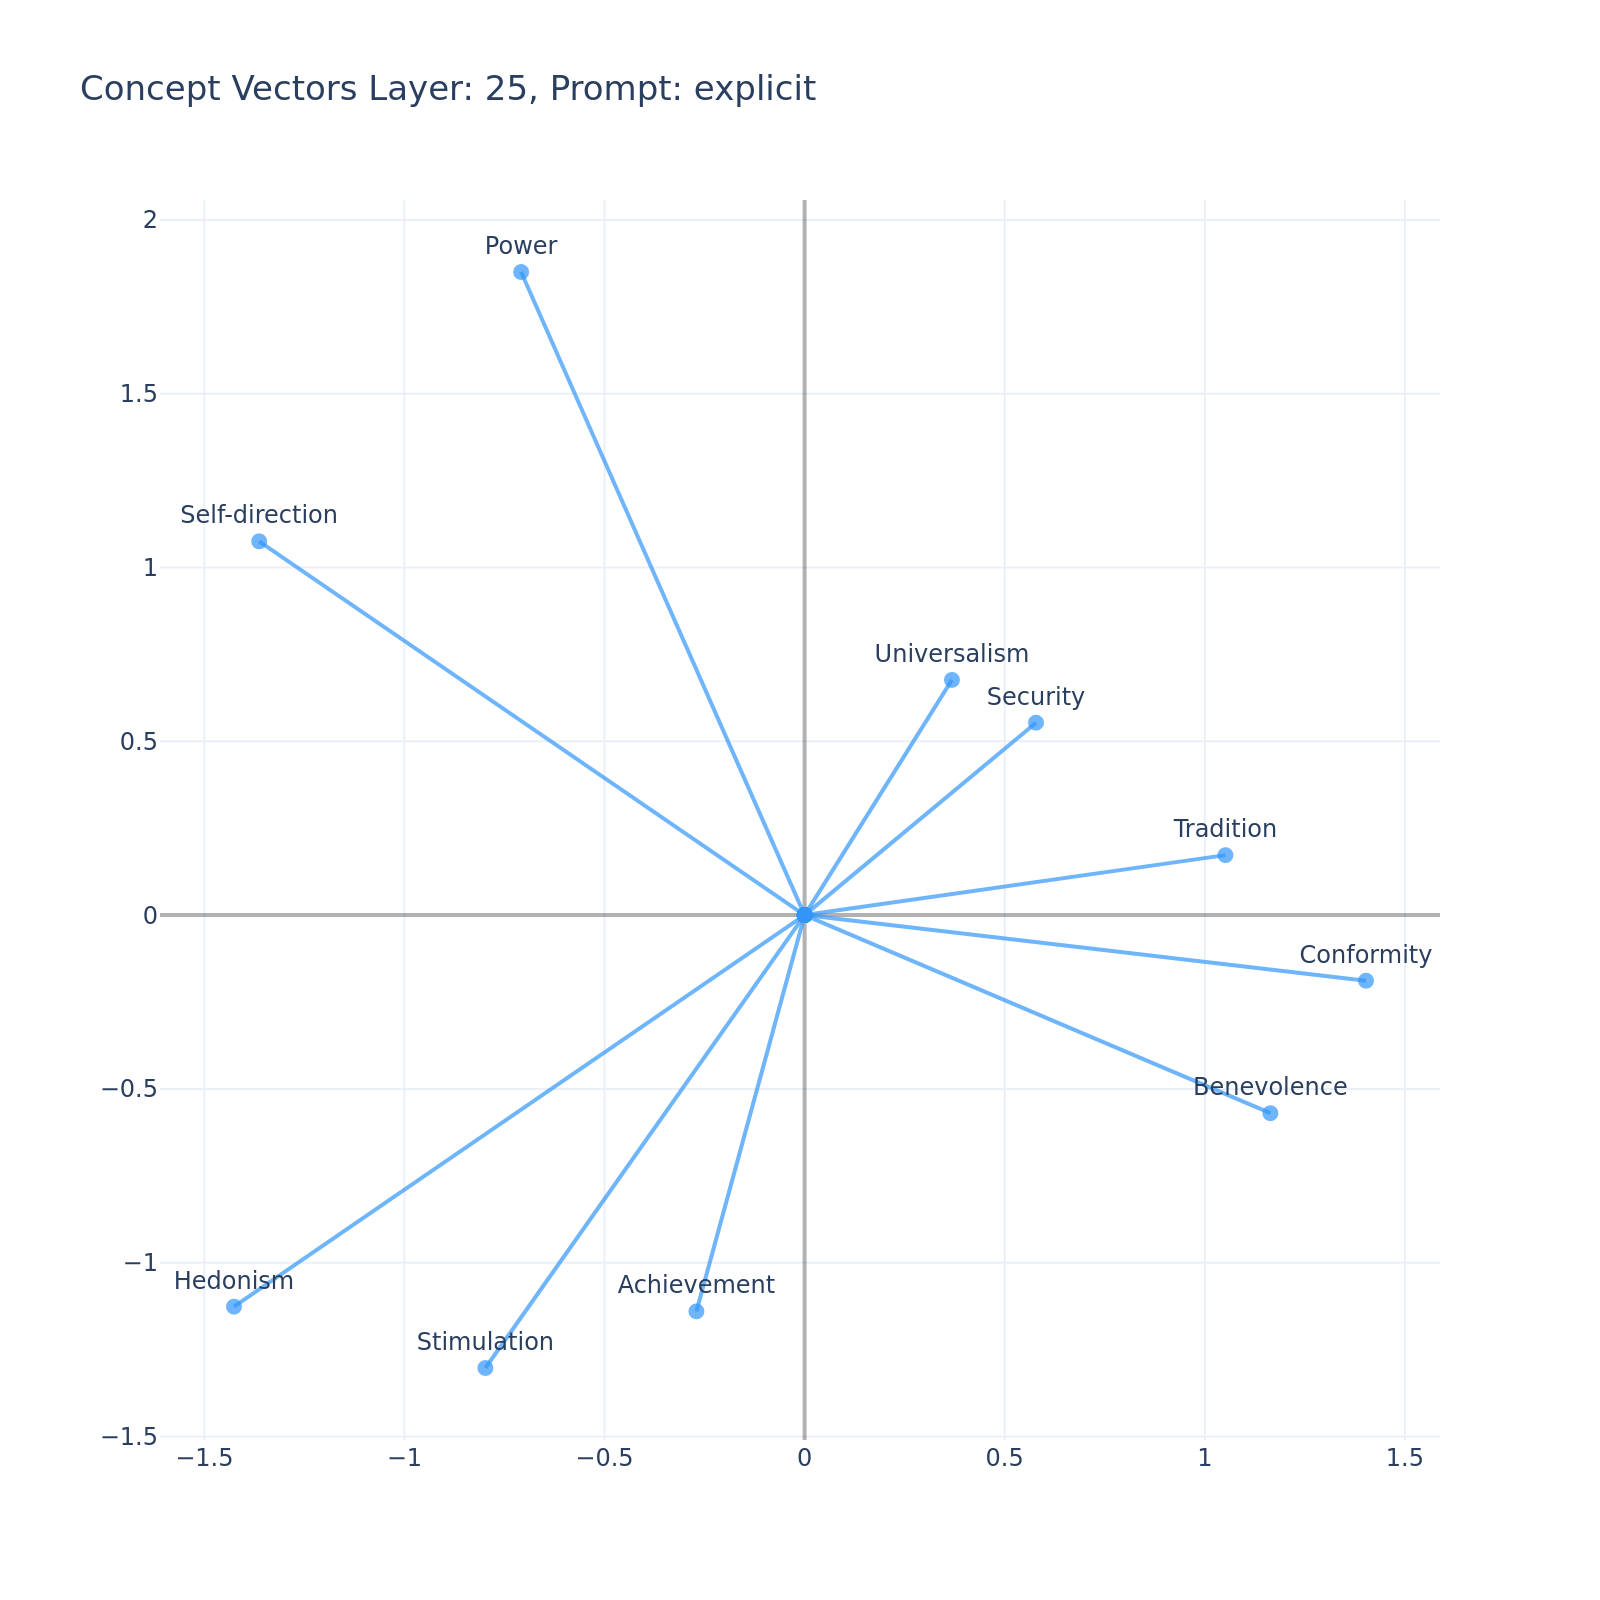 Concept Vectors Layer: 25, Prompt: explicit
2
Power
1.5
Self-direction
1
Universalism
Security
0.5
Tradition
0
Conformity
−0.5
Benevolence
−1
Hedonism
Achievement
Stimulation
−1.5
−1.5 −1 −0.5 0 0.5 1 1.5